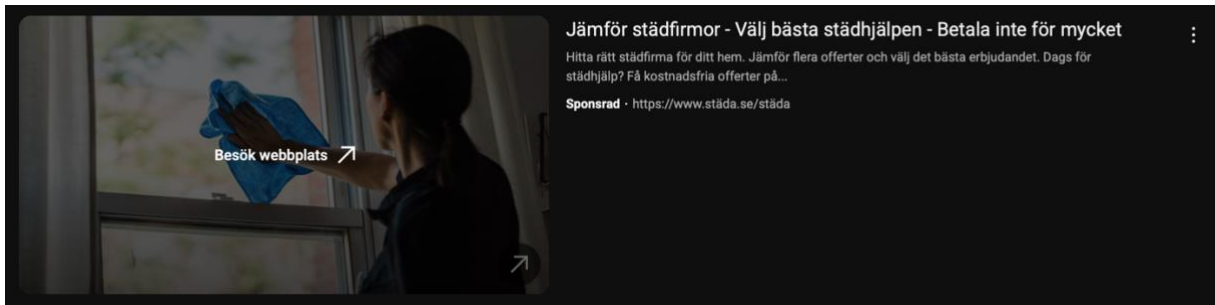 Besök webbplats
Jämför städfirmor - Välj bästa städhjälpen - Betala inte för mycket
Hitta rätt städfirma för ditt hem. Jämför flera offerter och välj det bästa erbjudandet. Dags för
städhjälp? Få kostnadsfria offerter på...
Sponsrad · https://www.städa.se/städa